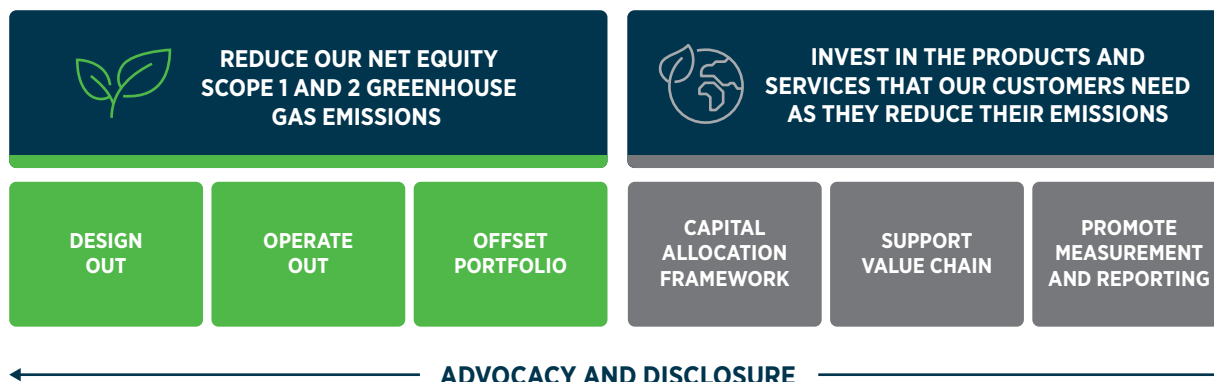 REDUCE OUR NET EQUITY
SCOPE 1 AND 2 GREENHOUSE
GAS EMISSIONS
INVEST IN THE PRODUCTS AND
SERVICES THAT OUR CUSTOMERS NEED
AS THEY REDUCE THEIR EMISSIONS
DESIGN
OUT
OPERATE
OUT
OFFSET
PORTFOLIO
CAPITAL
ALLOCATION
FRAMEWORK
SUPPORT
VALUE CHAIN
PROMOTE
MEASUREMENT
AND REPORTING
ADVOCACY AND DISCLOSURE